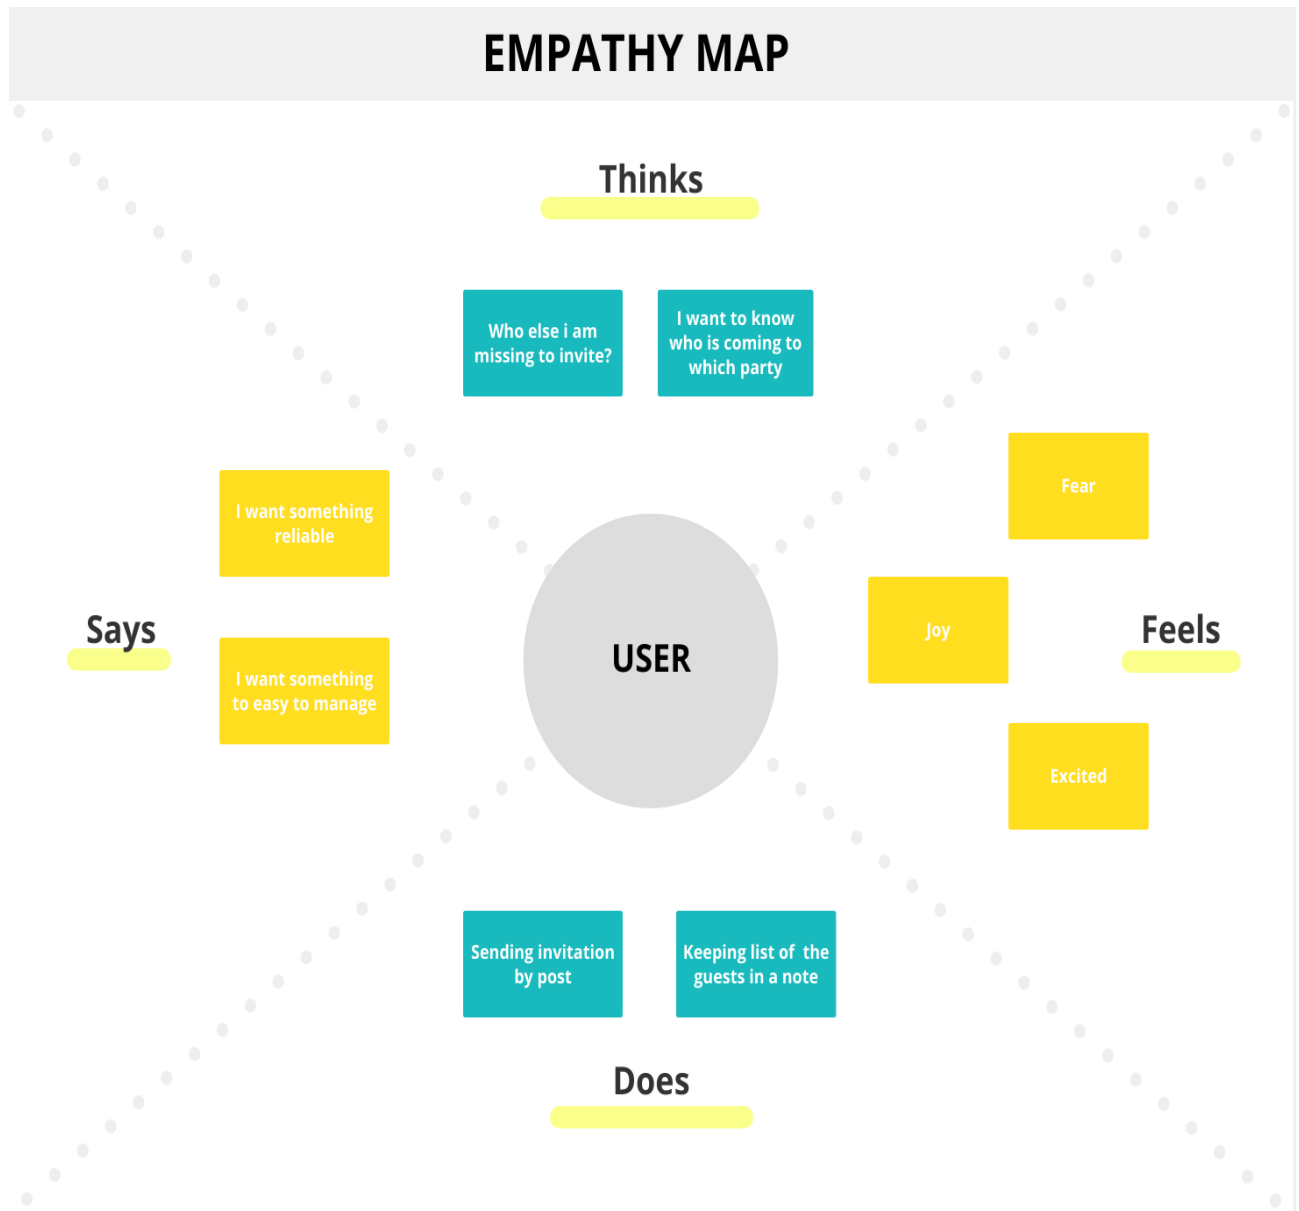 EMPATHY MAP
Thinks
Who else i am
missing to invite?
I want to know
who is coming to
which party
Says
I want something
reliable
I want something
to easy to manage
USER
Feels
Fear
Joy
Excited
Sending invitation
by post
Keeping list of  the
guests in a note
Does